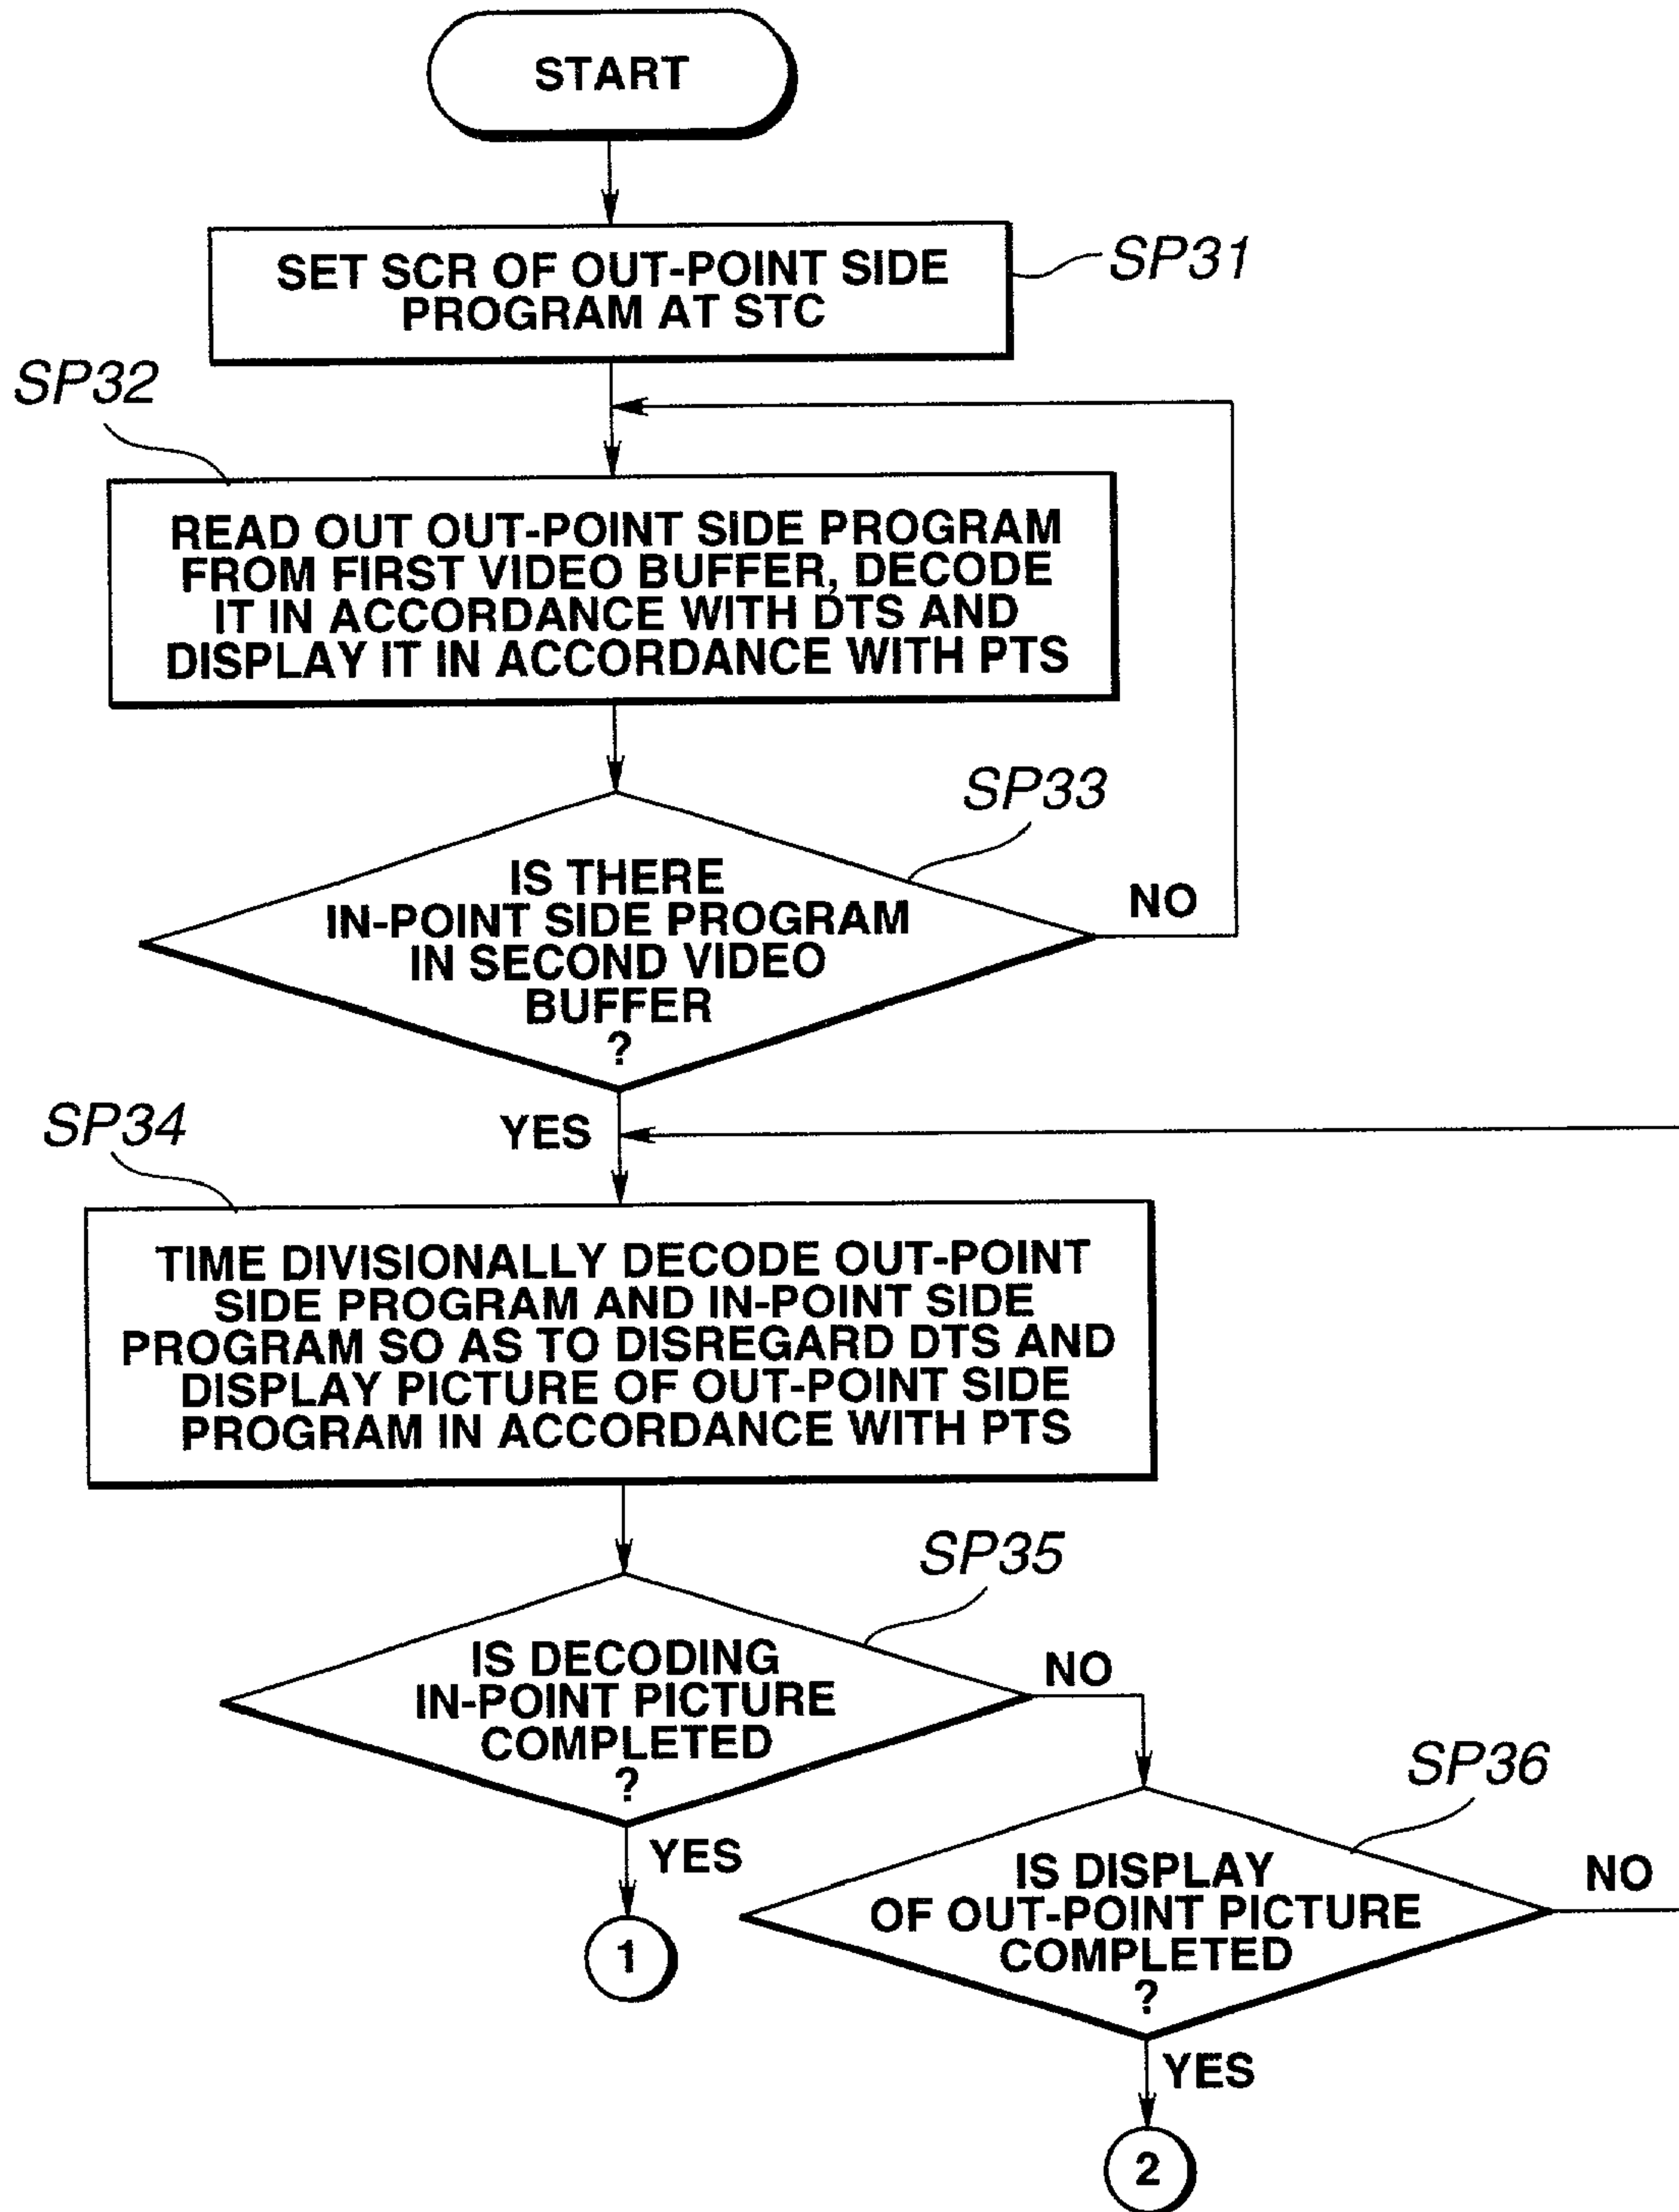 START
SET SCR OF OUT-POINT SIDE
PROGRAM AT STC
SP31
SP32
READ OUT OUT-POINT SIDE PROGRAM
FROM FIRST VIDEO BUFFER, DECODE
IT IN ACCORDANCE WITH DTS AND
DISPLAY IT IN ACCORDANCE WITH PTS
SP33
IS THERE
IN-POINT SIDE PROGRAM
IN SECOND VIDEO
BUFFER
?
NO
YES
SP34
TIME DIVISIONALLY DECODE OUT-POINT
SIDE PROGRAM AND IN-POINT SIDE
PROGRAM SO AS TO DISREGARD DTS AND
DISPLAY PICTURE OF OUT-POINT SIDE
PROGRAM IN ACCORDANCE WITH PTS
SP35
IS DECODING
IN-POINT PICTURE
COMPLETED
?
NO
YES
1
SP36
IS DISPLAY
OF OUT-POINT PICTURE
COMPLETED
?
NO
YES
2